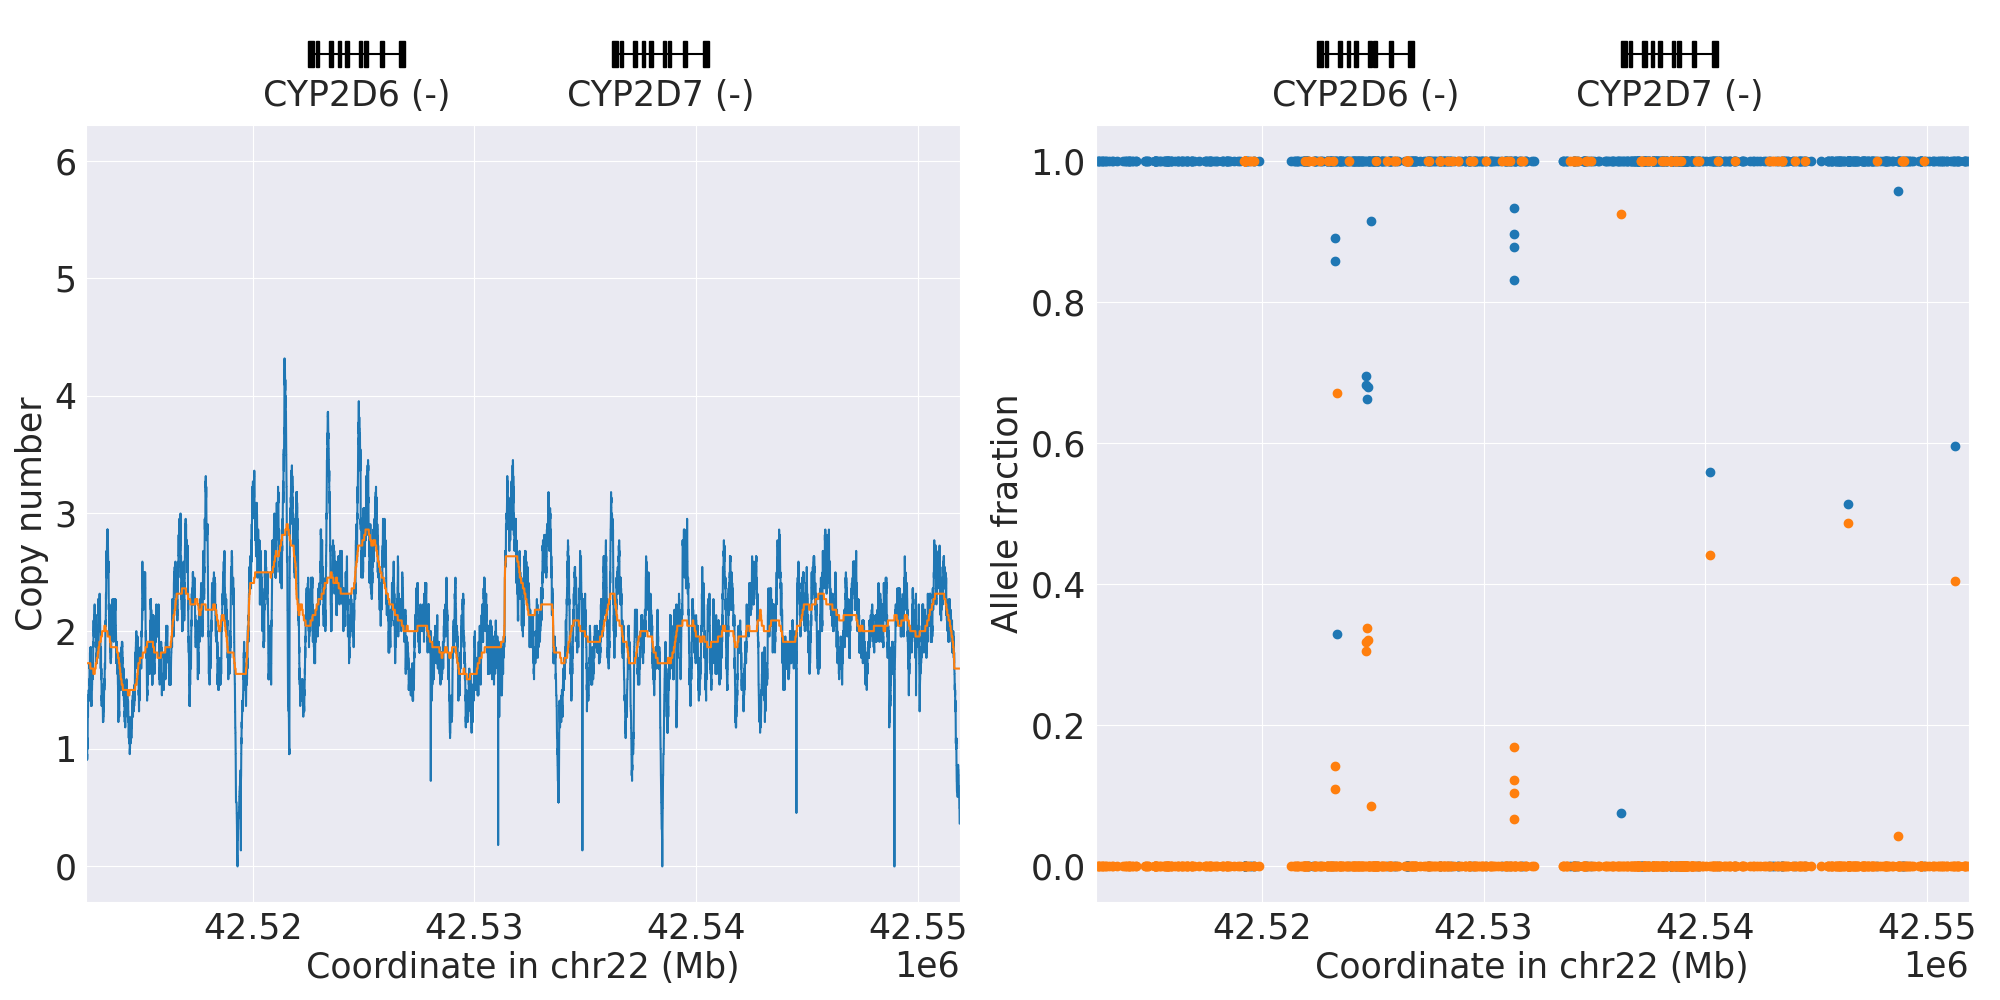 CYP2D6 (-) CYP2D7 (-)
6
5
4
3
2
1
0
Copy number
42.52 42.53 42.54 42.55
Coordinate in chr22 (Mb) 1e6
CYP2D6 (-) CYP2D7 (-)
1.0
0.8
0.6
0.4
0.2
0.0
Allele fraction
42.52 42.53 42.54 42.55
Coordinate in chr22 (Mb) 1e6